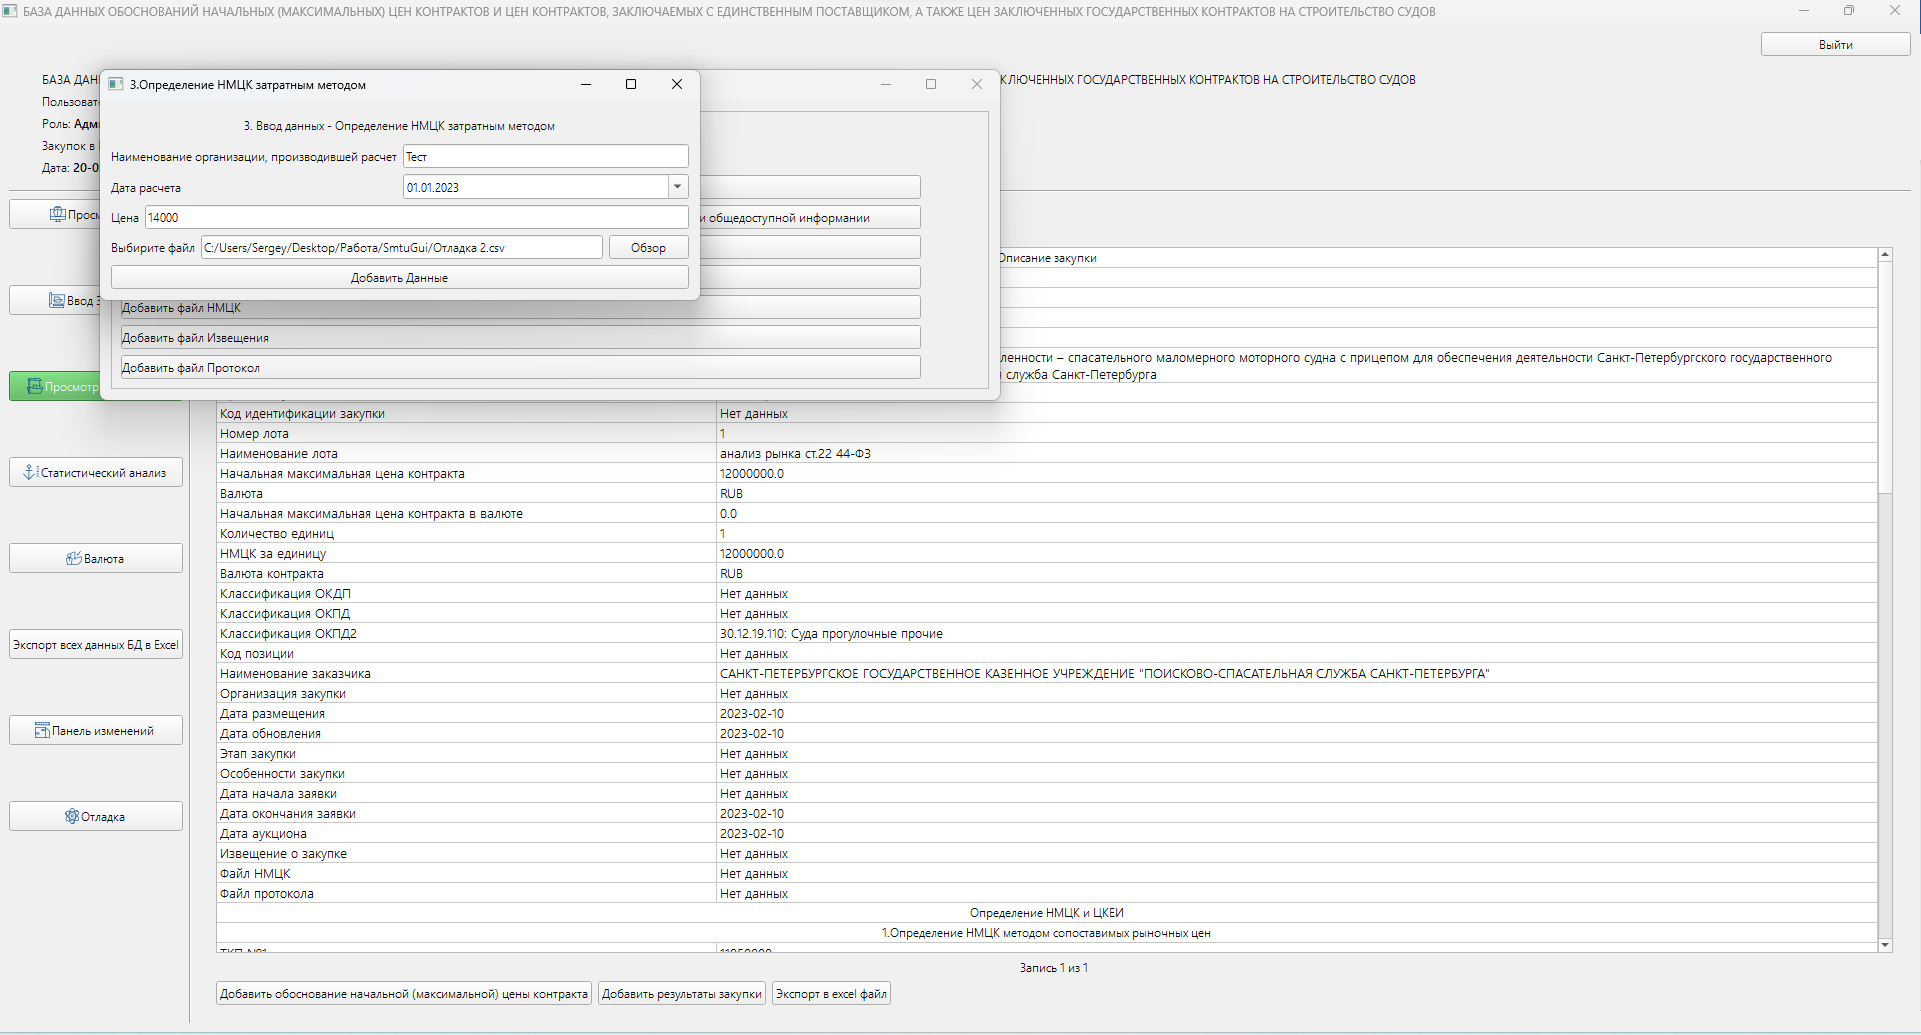 БАЗА ДАННЫХ ОБОСНОВАНИЙ НАЧАЛЬНЫХ (МАКСИМАЛЬНЫХ) ЦЕН КОНТРАКТОВ И ЦЕН КОНТРАКТОВ, ЗАКЛЮЧАЕМЫХ С ЕДИНСТВЕННЫМ ПОСТАВЩИКОМ, А ТАКЖЕ ЦЕН ЗАКЛЮЧЕННЫХ ГОСУДАРСТВЕННЫХ КОНТРАКТОВ НА СТРОИТЕЛЬСТВО СУДОВ
Выйти
БАЗА ДАН
КЛЮЧЕННЫХ ГОСУДАРСТВЕННЫХ КОНТРАКТОВ НА СТРОИТЕЛЬСТВО СУДОВ
Пользоват
Роль: Адми
Закупок в
Дата: 20-0
3.Определение НМЦК затратным методом
3. Ввод данных - Определение НМЦК затратным методом
Наименование организации, производившей расчет Тест
Дата расчета 01.01.2023
Цена 14000
Выбирите файл C:/Users/Sergey/Desktop/Работа/SmtuGui/Отладка 2.csv Обзор
Добавить Данные
и общедоступной информании
Добавить файл НМЦК
Добавить файл Извещения
Добавить файл Протокол
Просм
Ввод
Просмотр
Статистический анализ
Валюта
Экспорт всех данных БД в Excel
Панель изменений
Отладка
Описание закупки
ленности – спасательного маломерного моторного судна с прицепом для обеспечения деятельности Санкт-Петербургского государственного
служба Санкт-Петербурга
Код идентификации закупки Нет данных
Номер лота 1
Наименование лота анализ рынка ст.22 44-ФЗ
Начальная максимальная цена контракта 12000000.0
Валюта RUB
Начальная максимальная цена контракта в валюте 0.0
Количество единиц 1
НМЦК за единицу 12000000.0
Валюта контракта RUB
Классификация ОКДП Нет данных
Классификация ОКПД Нет данных
Классификация ОКПД2 30.12.19.110: Суда прогулочные прочие
Код позиции Нет данных
Наименование заказчика САНКТ-ПЕТЕРБУРГСКОЕ ГОСУДАРСТВЕННОЕ КАЗЕННОЕ УЧРЕЖДЕНИЕ "ПОИСКОВО-СПАСАТЕЛЬНАЯ СЛУЖБА САНКТ-ПЕТЕРБУРГА"
Организация закупки Нет данных
Дата размещения 2023-02-10
Дата обновления 2023-02-10
Этап закупки Нет данных
Особенности закупки Нет данных
Дата начала заявки Нет данных
Дата окончания заявки 2023-02-10
Дата аукциона 2023-02-10
Извещение о закупке Нет данных
Файл НМЦК Нет данных
Файл протокола Нет данных
Определение НМЦК и ЦКЕИ
1.Определение НМЦК методом сопоставимых рыночных цен
Запись 1 из 1
Добавить обоснование начальной (максимальной) цены контракта Добавить результаты закупки Экспорт в excel файл